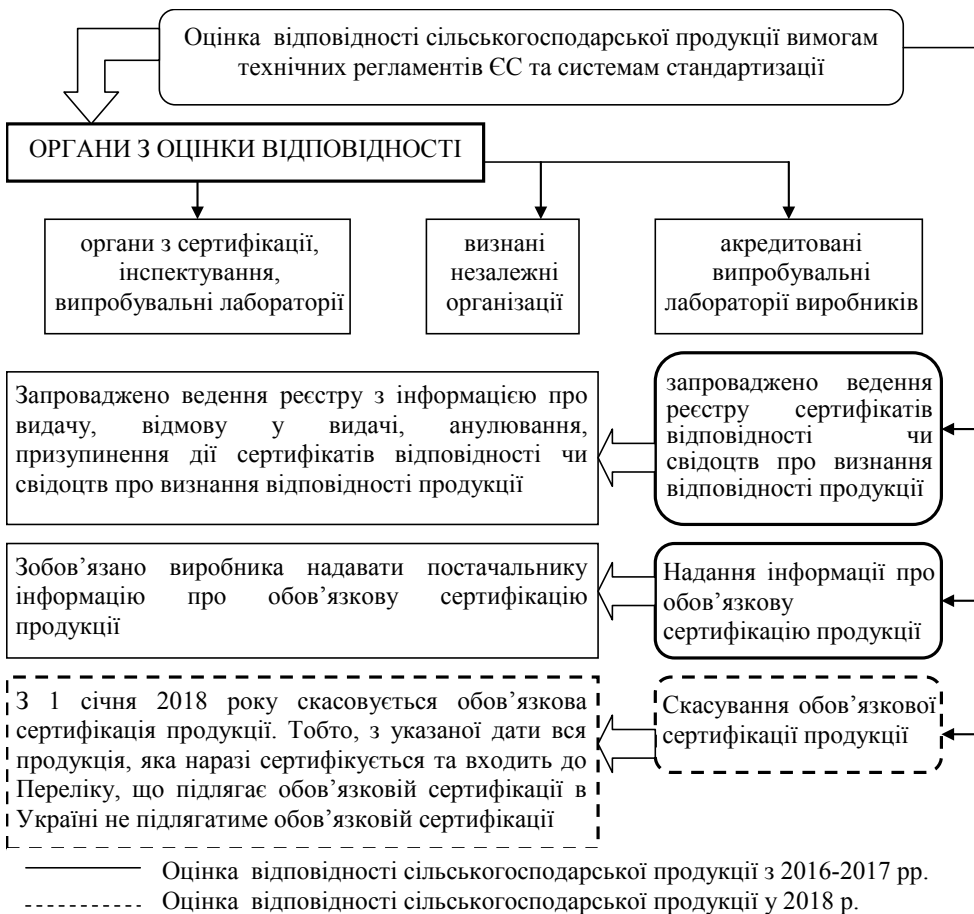 Оцінка відповідності сільськогосподарської продукції вимогам
технічних регламентів ЄС та системам стандартизації
ОРГАНИ З ОЦІНКИ ВІДПОВІДНОСТІ
органи з сертифікації,
інспектування,
випробувальні лабораторії
визнані
незалежні
організації
акредитовані
випробувальні
лабораторії виробників
Запроваджено ведення реєстру з інформацією про
видачу, відмову у видачі, анулювання,
призупинення дії сертифікатів відповідності чи
свідоцтв про визнання відповідності продукції
запроваджено ведення
реєстру сертифікатів
відповідності чи
свідоцтв про визнання
відповідності продукції
Зобов’язано виробника надавати постачальнику
інформацію про обов’язкову сертифікацію
продукції
Надання інформації про
обов’язкову
сертифікацію продукції
З 1 січня 2018 року скасовується обов’язкова
сертифікація продукції. Тобто, з указаної дати вся
продукція, яка наразі сертифікується та входить до
Переліку, що підлягає обов’язковій сертифікації в
Україні не підлягатиме обов’язковій сертифікації
Скасування обов’язкової
сертифікації продукції
Оцінка відповідності сільськогосподарської продукції з 2016-2017 рр.
Оцінка відповідності сільськогосподарської продукції у 2018 р.